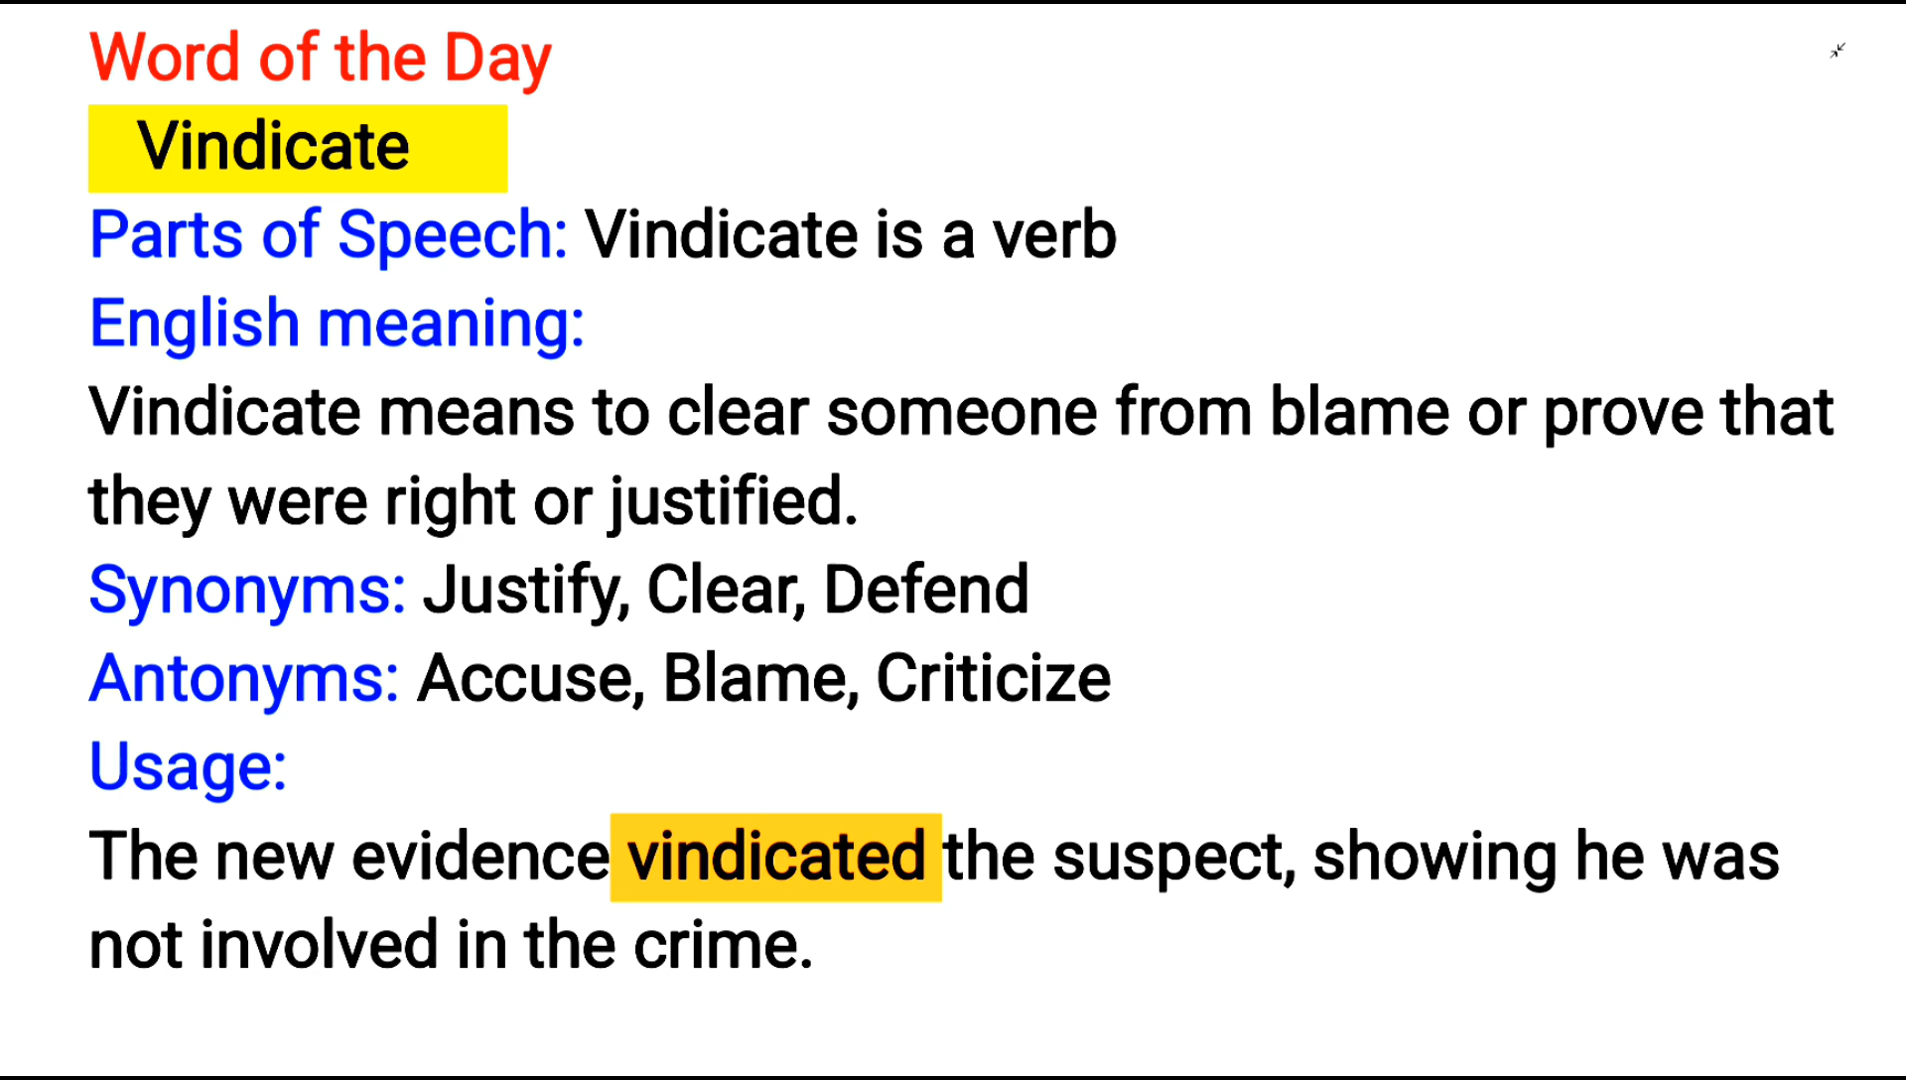 Word of the Day
Vindicate
Parts of Speech: Vindicate is a verb
English meaning:
Vindicate means to clear someone from blame or prove that
they were right or justified.
Synonyms: Justify, Clear, Defend
Antonyms: Accuse, Blame, Criticize
Usage:
The new evidence vindicated the suspect, showing he was
not involved in the crime.